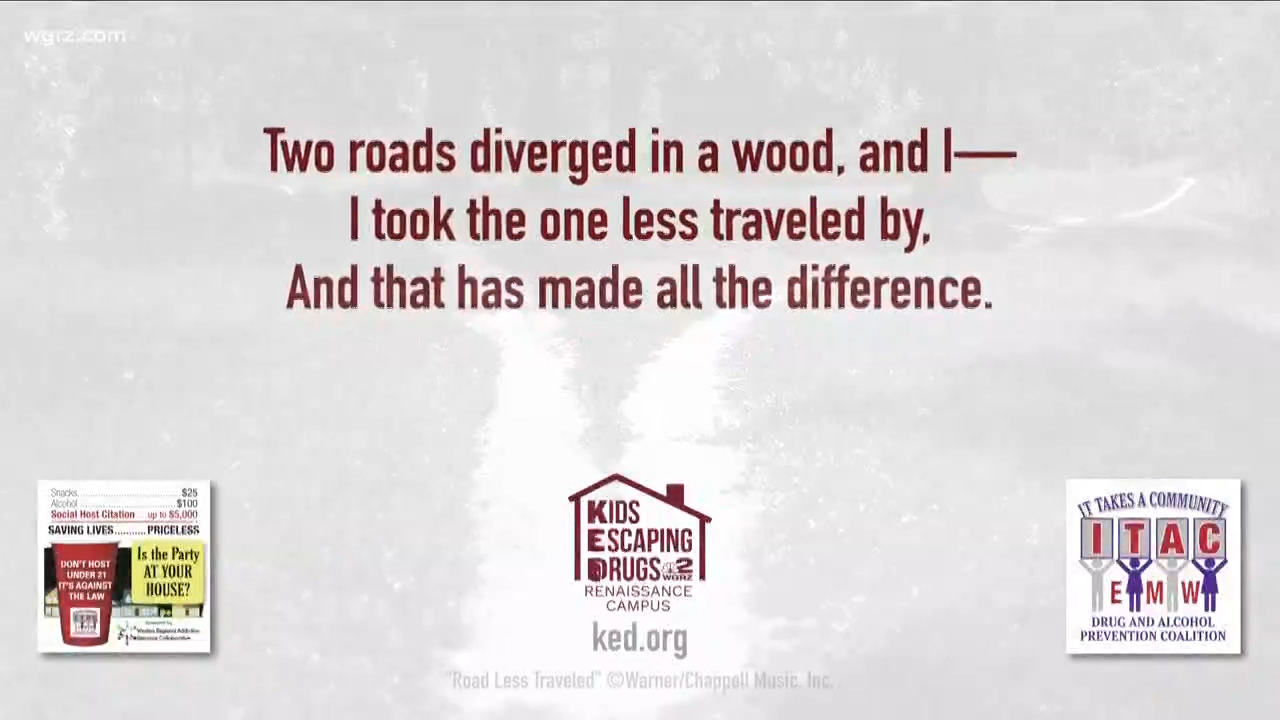 wgrz.com
Two roads diverged in a wood, and I—
I took the one less traveled by,
And that has made all the difference.
Snacks.......................... $25
Alcohol......................... $100
Social Host Citation .... up to $5,000
SAVING LIVES.......... PRICELESS
DON'T HOST
UNDER 21
IT'S AGAINST
THE LAW
Is the Party
AT YOUR
HOUSE?
KIDS
ESCAPING
DRUGS 2
WGRZ
RENAISSANCE
CAMPUS
ked.org
IT TAKES A COMMUNITY
ITAC
EMW
DRUG AND ALCOHOL
PREVENTION COALITION
"Road Less Traveled" ©Warner/Chappell Music, Inc.